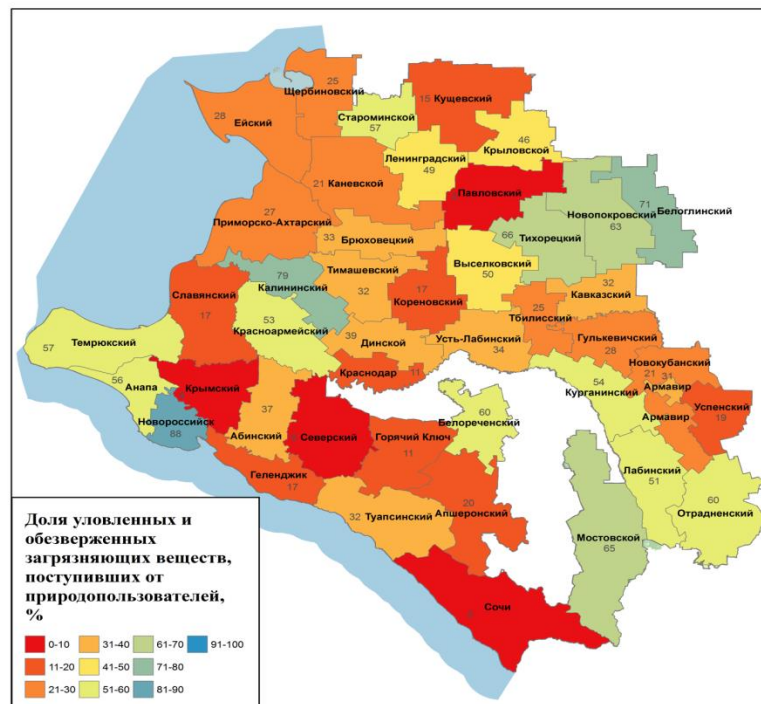 25
Щербиновский
15
Кущевский
28
Ейский
Староминской
57
46
Крыловской
Ленинградский
49
21
Каневской
Павловский
71
Белоглинский
Новопокровский
63
27
Приморско-Ахтарский
66
Тихорецкий
33
Брюховецкий
Выселковский
50
79
Калининский
Тимашевский
32
17
Кореновский
32
Кавказский
Славянский
17
53
Красноармейский
25
Тбилисский
39
Динской
Усть-Лабинский
34
Гулькевичский
28
Темрюкский
57
Новокубанский
21
31
Армавир
Краснодар
11
56
Анапа
Крымский
54
Курганинский
Успенский
19
Армавир
37
Абинский
Новороссийск
88
Северский
60
Белореченский
Горячий Ключ
11
Лабинский
51
Геленджик
17
60
Отрадненский
20
Апшеронский
32
Туапсинский
Мостовской
65
Сочи
Доля уловленных и
обезверженных
загрязняющих веществ,
поступивших от
природопользователей,
%
0-10 31-40 61-70 91-100
11-20 41-50 71-80
21-30 51-60 81-90